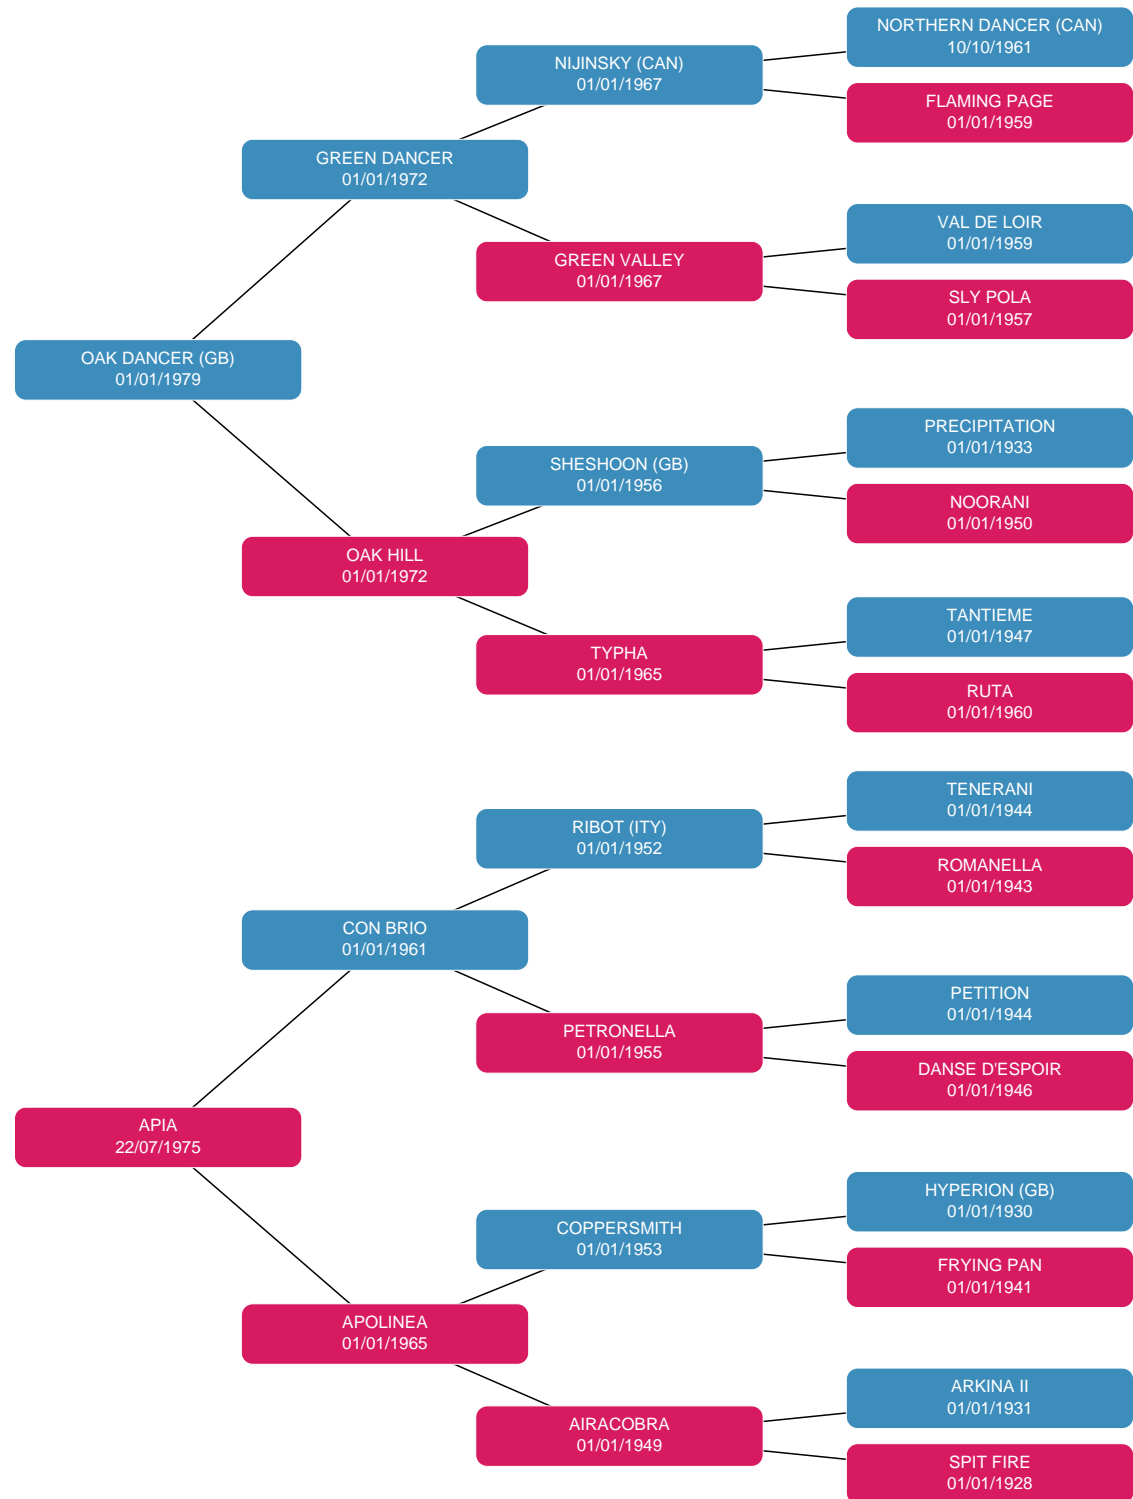 NORTHERN DANCER (CAN)
10/10/1961
NIJINSKY (CAN)
01/01/1967
FLAMING PAGE
01/01/1959
GREEN DANCER
01/01/1972
VAL DE LOIR
01/01/1959
GREEN VALLEY
01/01/1967
SLY POLA
01/01/1957
OAK DANCER (GB)
01/01/1979
PRECIPITATION
01/01/1933
SHESHOON (GB)
01/01/1956
NOORANI
01/01/1950
OAK HILL
01/01/1972
TANTIEME
01/01/1947
TYPHA
01/01/1965
RUTA
01/01/1960
TENERANI
01/01/1944
RIBOT (ITY)
01/01/1952
ROMANELLA
01/01/1943
CON BRIO
01/01/1961
PETITION
01/01/1944
PETRONELLA
01/01/1955
DANSE D'ESPOIR
01/01/1946
APIA
22/07/1975
HYPERION (GB)
01/01/1930
COPPERSMITH
01/01/1953
FRYING PAN
01/01/1941
APOLINEA
01/01/1965
ARKINA II
01/01/1931
AIRACOBRA
01/01/1949
SPIT FIRE
01/01/1928